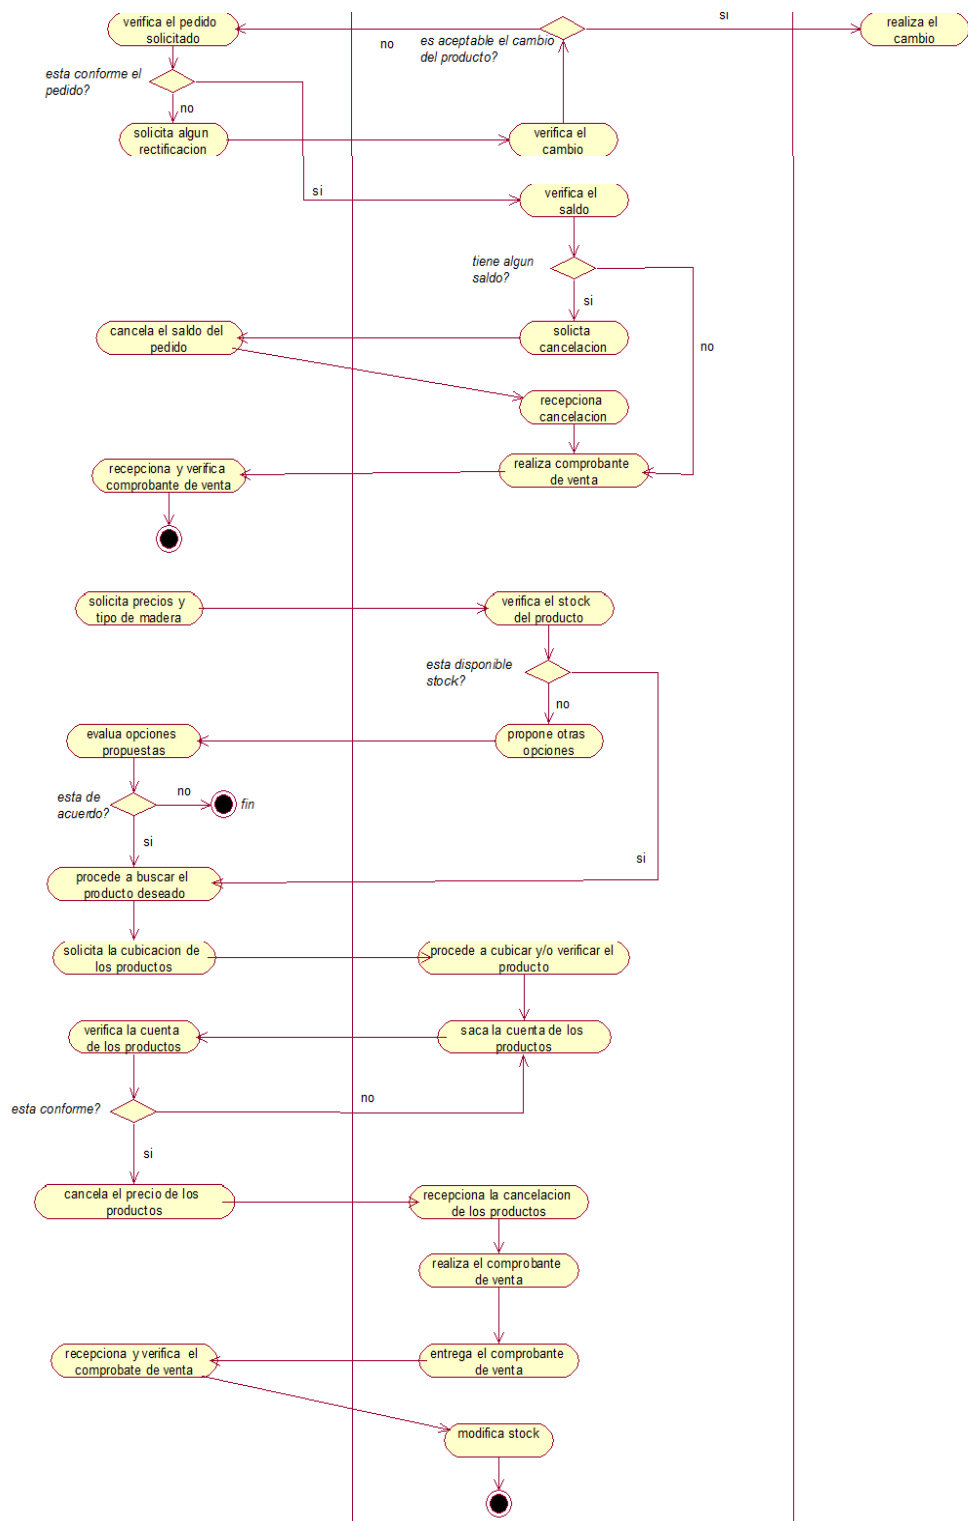 verifica el pedido
solicitado
si
realiza el
cambio
no
es aceptable el cambio
del producto?
esta conforme el
pedido?
no
solicita algun
rectificacion
verifica el
cambio
si
verifica el
saldo
tiene algun
saldo?
si
cancela el saldo del
pedido
solicta
cancelacion
no
recepciona
cancelacion
recepciona y verifica
comprobante de venta
realiza comprobante
de venta
solicita precios y
tipo de madera
verifica el stock
del producto
esta disponible
stock?
no
evalua opciones
propuestas
propone otras
opciones
esta de
acuerdo?
no
fin
si
si
procede a buscar el
producto deseado
solicita la cubicacion de
los productos
procede a cubicar y/o verificar el
producto
verifica la cuenta
de los productos
saca la cuenta de los
productos
esta conforme?
no
si
cancela el precio de los
productos
recepciona la cancelacion
de los productos
realiza el comprobante
de venta
recepciona y verifica el
comprobate de venta
entrega el comprobante
de venta
modifica stock